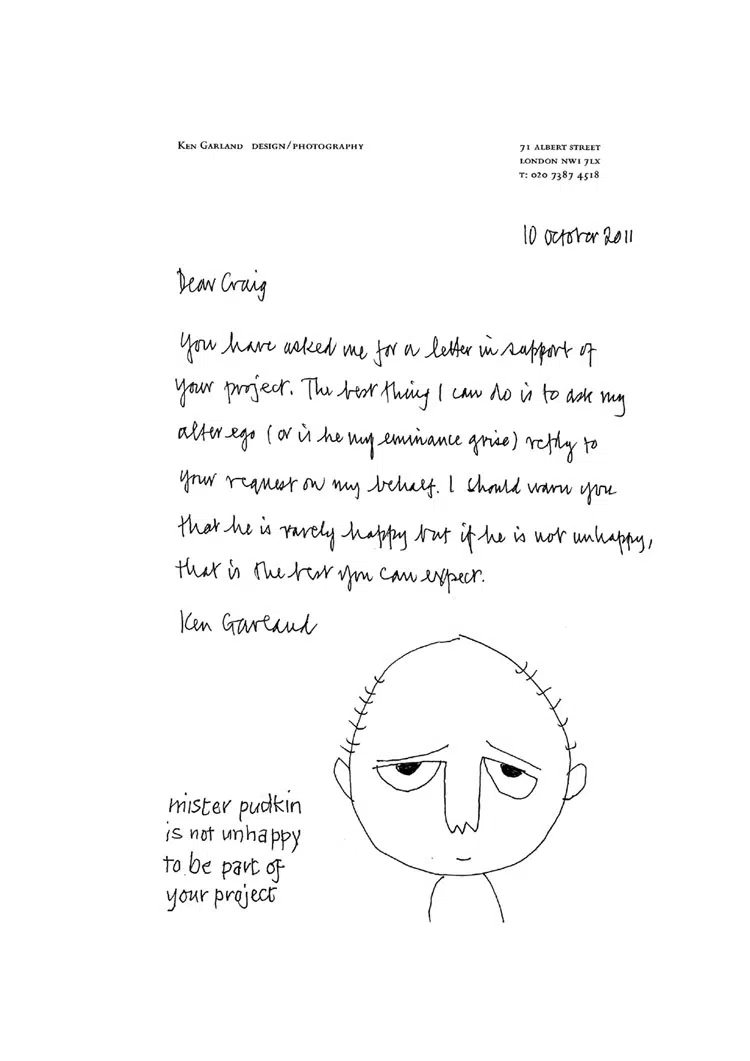 KEN GARLAND DESIGN/PHOTOGRAPHY
71 ALBERT STREET
LONDON NW1 7LX
T: 020 7387 4518
10 October 2011
Dear Craig
You have asked me for a letter in support of
your project. The best thing I can do is to ask my
alter ego (or is he my eminance grise) reply to
your request on my behalf. I should warn you
that he is rarely happy but if he is not unhappy,
that is the best you can expect.
Ken Garland
mister pudkin
is not unhappy
to be part of
your project